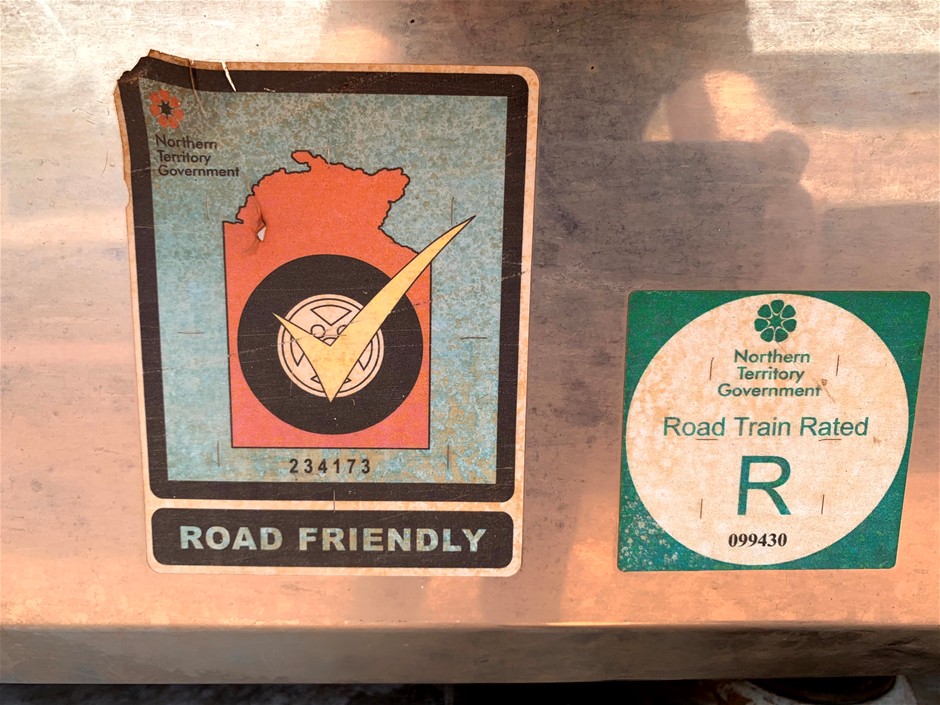 Northern
Territory
Government
234173
ROAD FRIENDLY
Northern
Territory
Government
Road Train Rated
R
099430